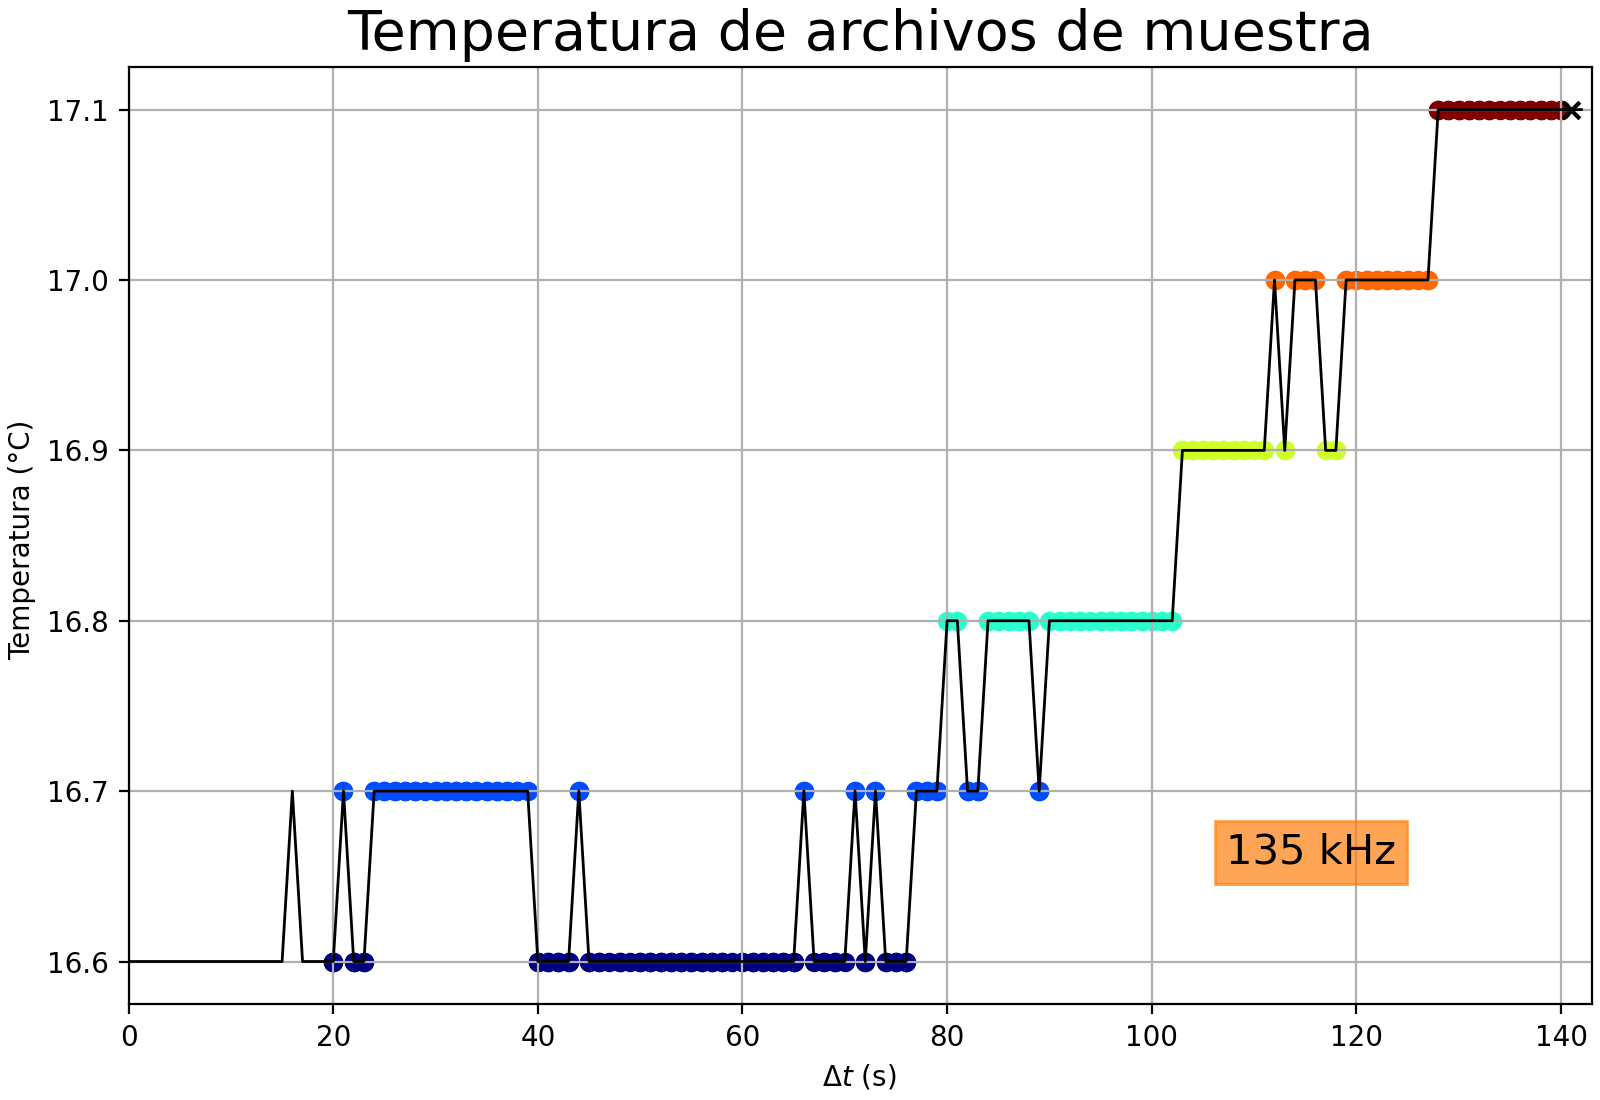 Temperatura de archivos de muestra
Temperatura (°C)
17.1
17.0
16.9
16.8
16.7
16.6
135 kHz
0 20 40 60 80 100 120 140
Δt (s)